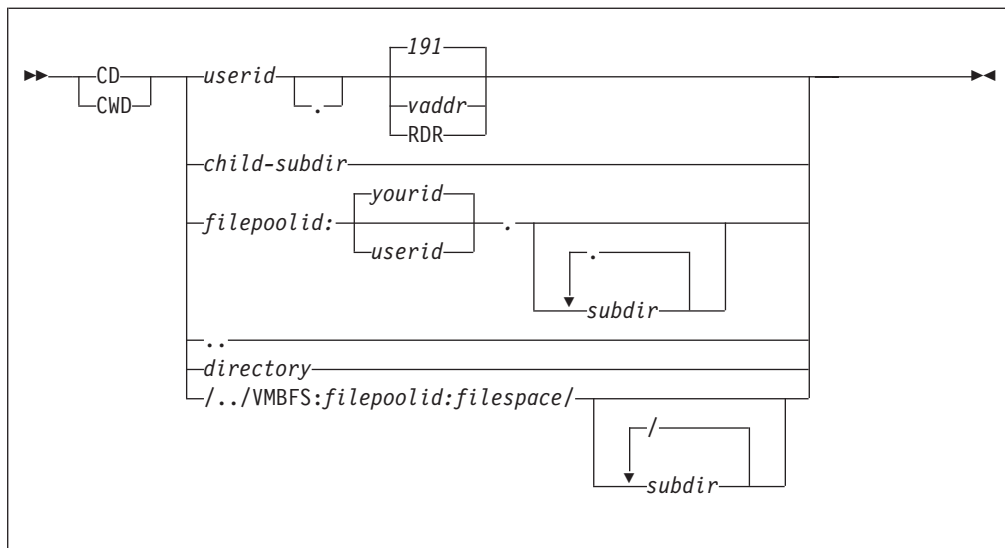 191
CD userid
CWD . vaddr
RDR
child-subdir
yourid
filepoolid: .
userid .
subdir
..
directory
/../VMBFS:filepoolid:filespace/
/
subdir